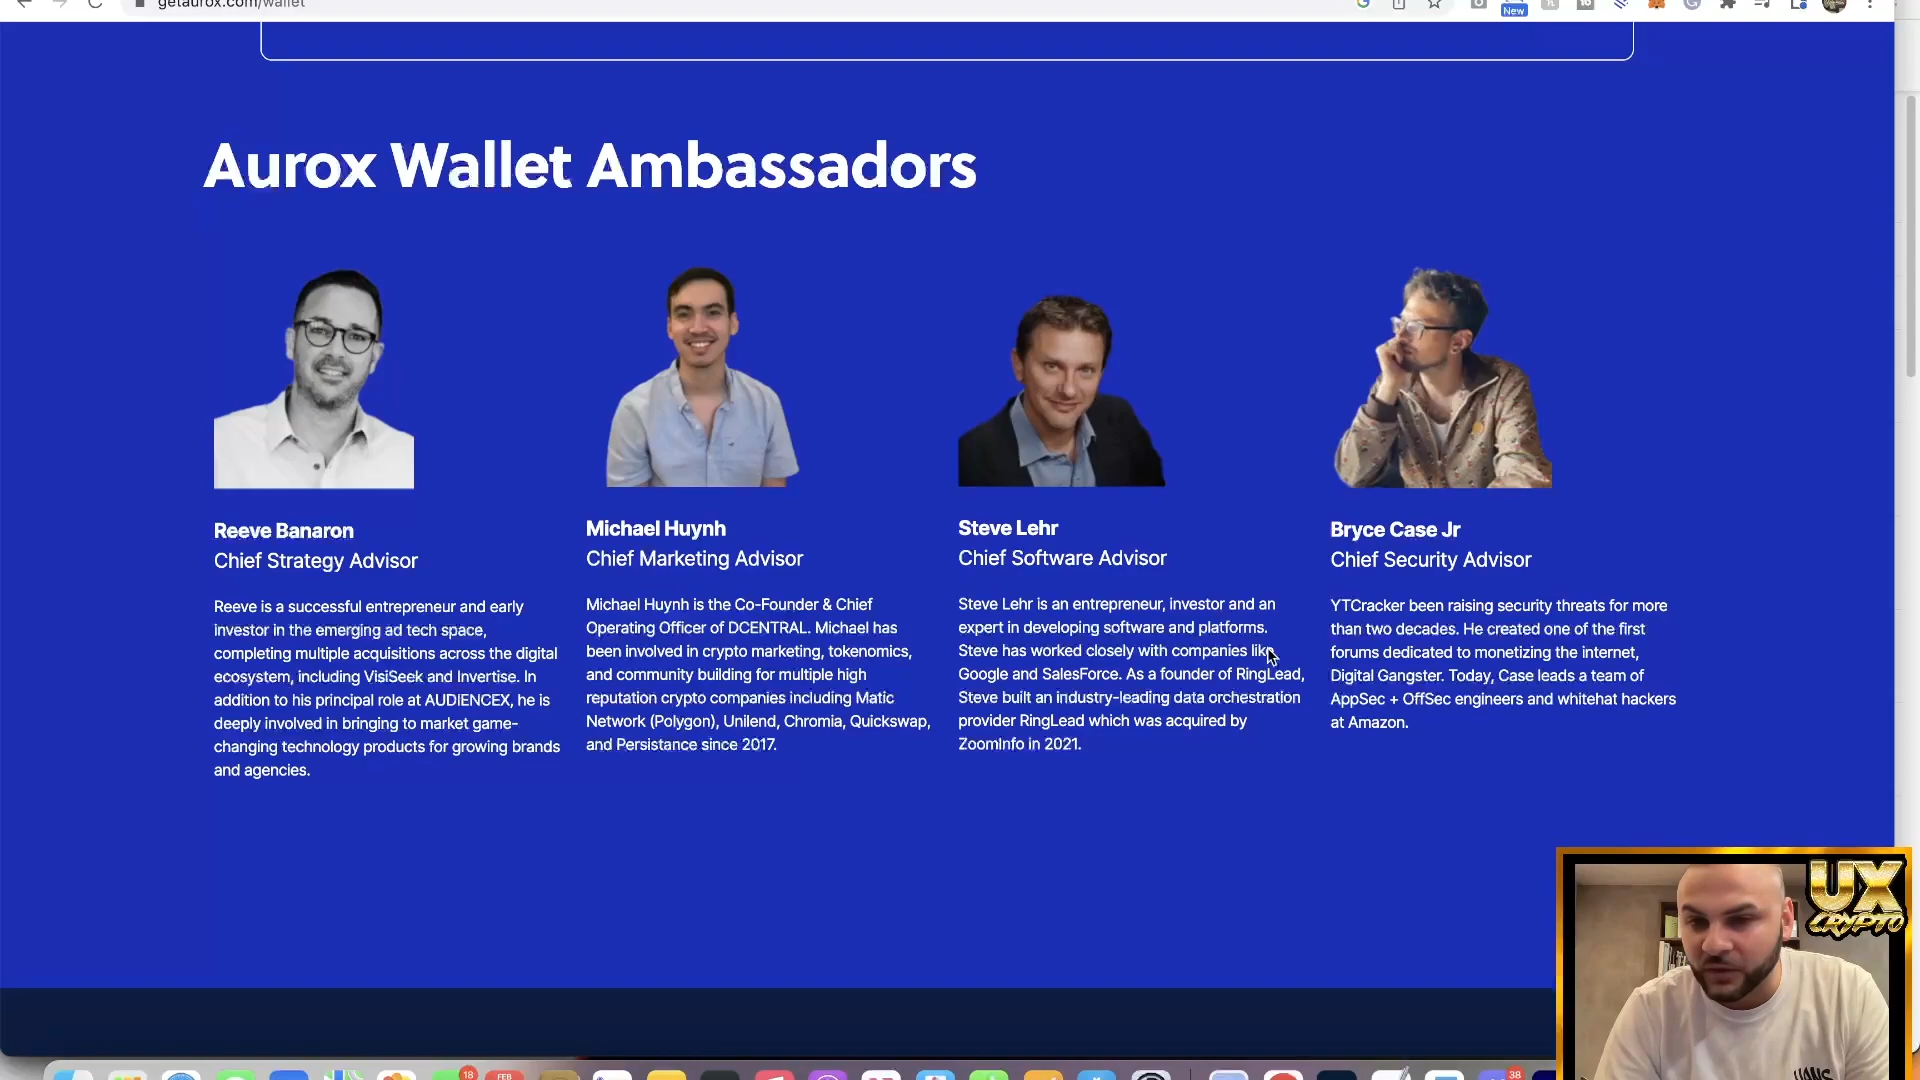 getaurox.com/wallet
New
Aurox Wallet Ambassadors
Reeve Banaron
Chief Strategy Advisor
Reeve is a successful entrepreneur and early
investor in the emerging ad tech space,
completing multiple acquisitions across the digital
ecosystem, including VisiSeek and Invertise. In
addition to his principal role at AUDIENCEX, he is
deeply involved in bringing to market game-
changing technology products for growing brands
and agencies.
Michael Huynh
Chief Marketing Advisor
Michael Huynh is the Co-Founder & Chief
Operating Officer of DCENTRAL. Michael has
been involved in crypto marketing, tokenomics,
and community building for multiple high
reputation crypto companies including Matic
Network (Polygon), Unilend, Chromia, Quickswap,
and Persistance since 2017.
Steve Lehr
Chief Software Advisor
Steve Lehr is an entrepreneur, investor and an
expert in developing software and platforms.
Steve has worked closely with companies like
Google and SalesForce. As a founder of RingLead,
Steve built an industry-leading data orchestration
provider RingLead which was acquired by
ZoomInfo in 2021.
Bryce Case Jr
Chief Security Advisor
YTCracker been raising security threats for more
than two decades. He created one of the first
forums dedicated to monetizing the internet,
Digital Gangster. Today, Case leads a team of
AppSec + OffSec engineers and whitehat hackers
at Amazon.
UX
CRYPTO
VANS
18
FEB
38